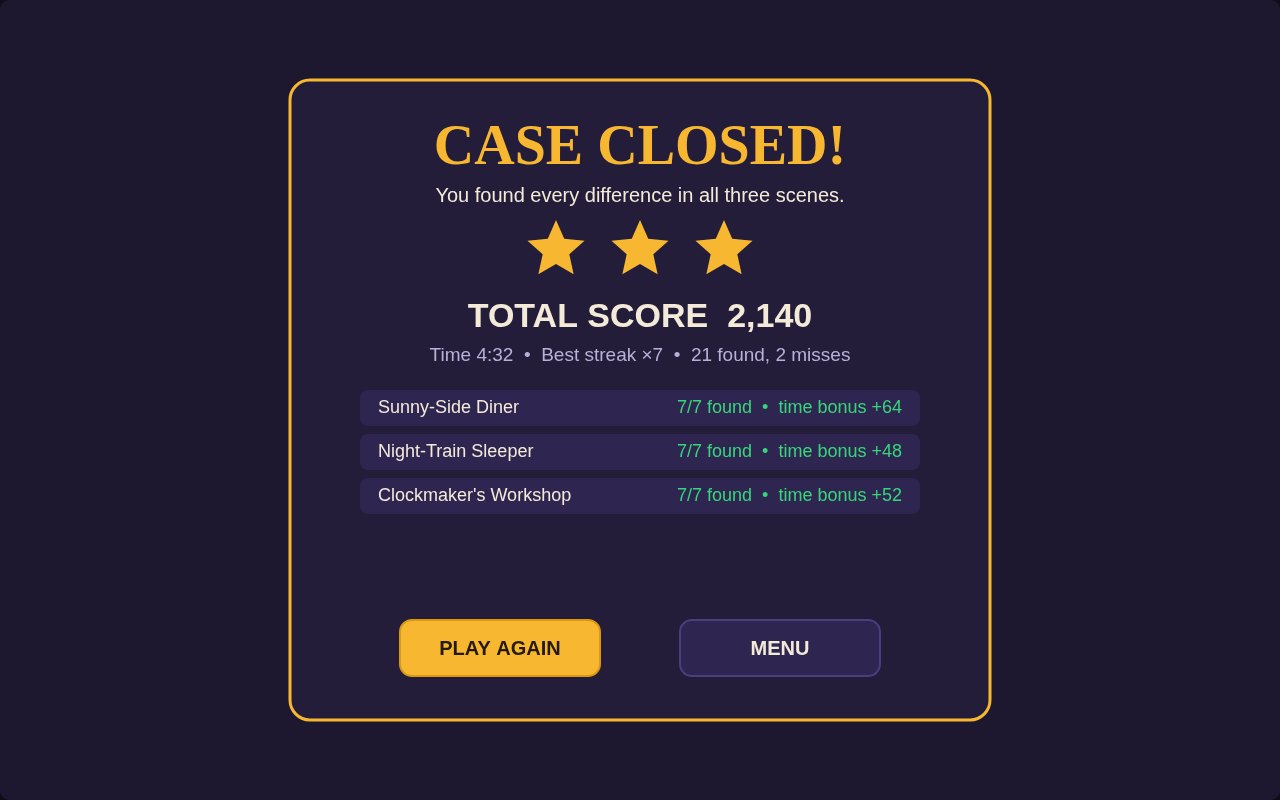 CASE CLOSED!
You found every difference in all three scenes.
TOTAL SCORE 2,140
Time 4:32 • Best streak ×7 • 21 found, 2 misses
Sunny-Side Diner 7/7 found • time bonus +64
Night-Train Sleeper 7/7 found • time bonus +48
Clockmaker's Workshop 7/7 found • time bonus +52
PLAY AGAIN MENU